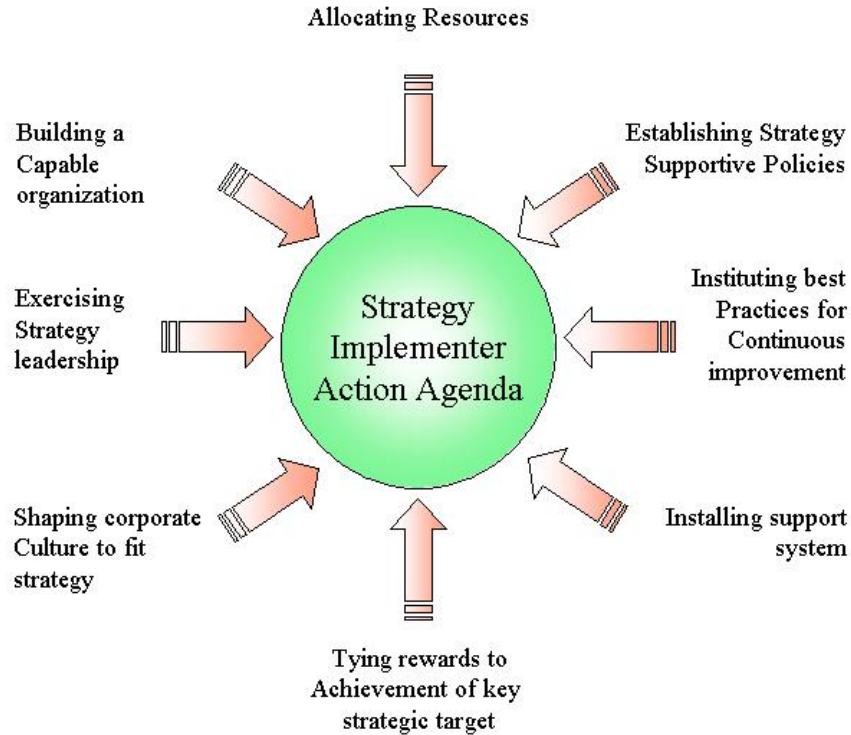 Allocating Resources
Building a
Capable
organization
Establishing Strategy
Supportive Policies
Exercising
Strategy
leadership
Strategy
Implementer
Action Agenda
Instituting best
Practices for
Continuous
improvement
Shaping corporate
Culture to fit
strategy
Installing support
system
Tying rewards to
Achievement of key
strategic target